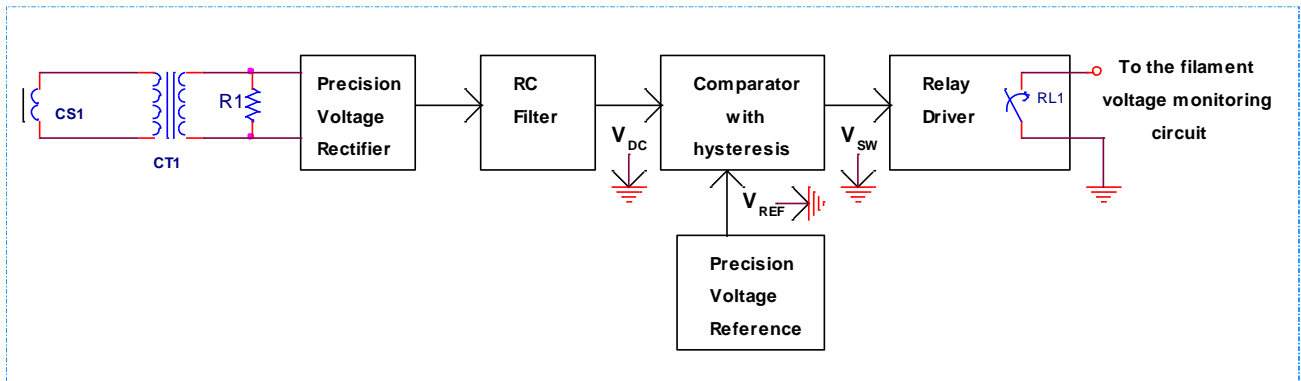 CS1
CT1
R1
Precision
Voltage
Rectifier
RC
Filter
V DC
Comparator
with
hysteresis
V REF
Precision
Voltage
Reference
V SW
Relay
Driver
RL1
To the filament
voltage monitoring
circuit